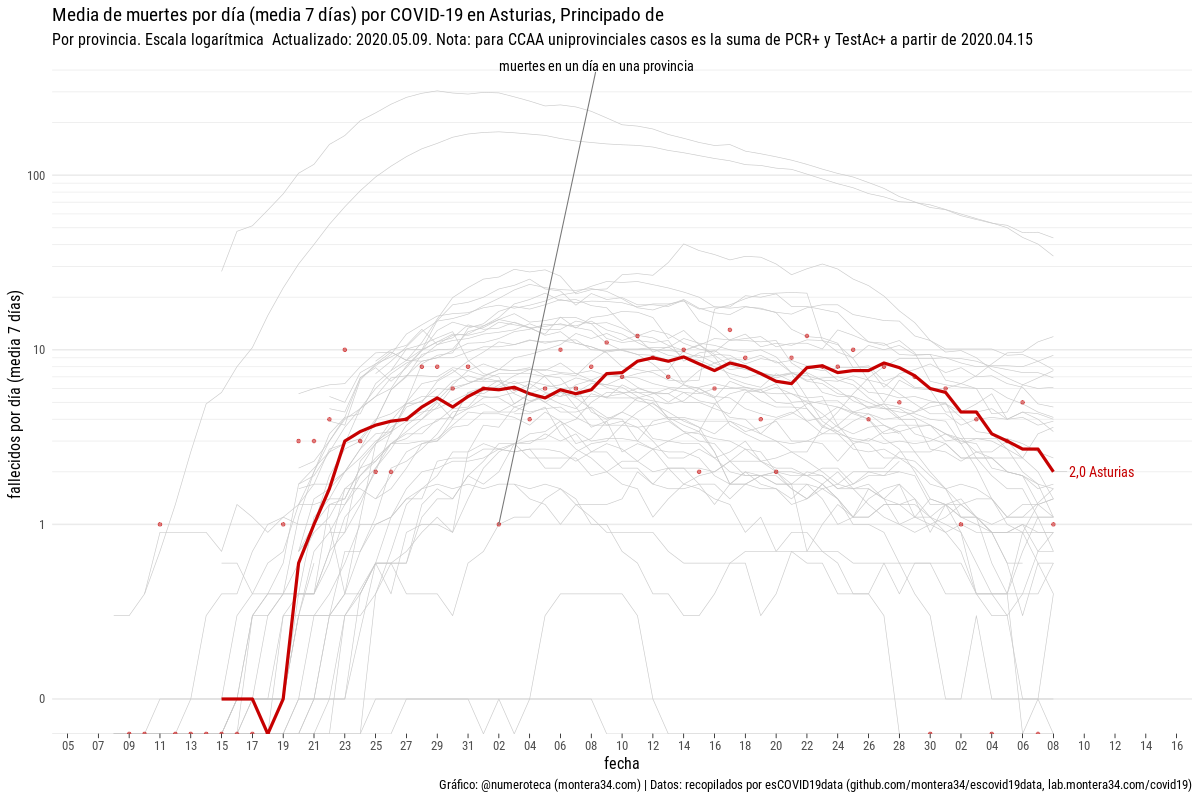 Media de muertes por día (media 7 días) por COVID-19 en Asturias, Principado de
Por provincia. Escala logarítmica  Actualizado: 2020.05.09. Nota: para CCAA uniprovinciales casos es la suma de PCR+ y TestAc+ a partir de 2020.04.15
muertes en un día en una provincia
fallecidos por día (media 7 días)
100
10
1
0
2,0 Asturias
05 07 09 11 13 15 17 19 21 23 25 27 29 31 02 04 06 08 10 12 14 16 18 20 22 24 26 28 30 02 04 06 08 10 12 14 16
fecha
Gráfico: @numeroteca (montera34.com) | Datos: recopilados por esCOVID19data (github.com/montera34/escovid19data, lab.montera34.com/covid19)